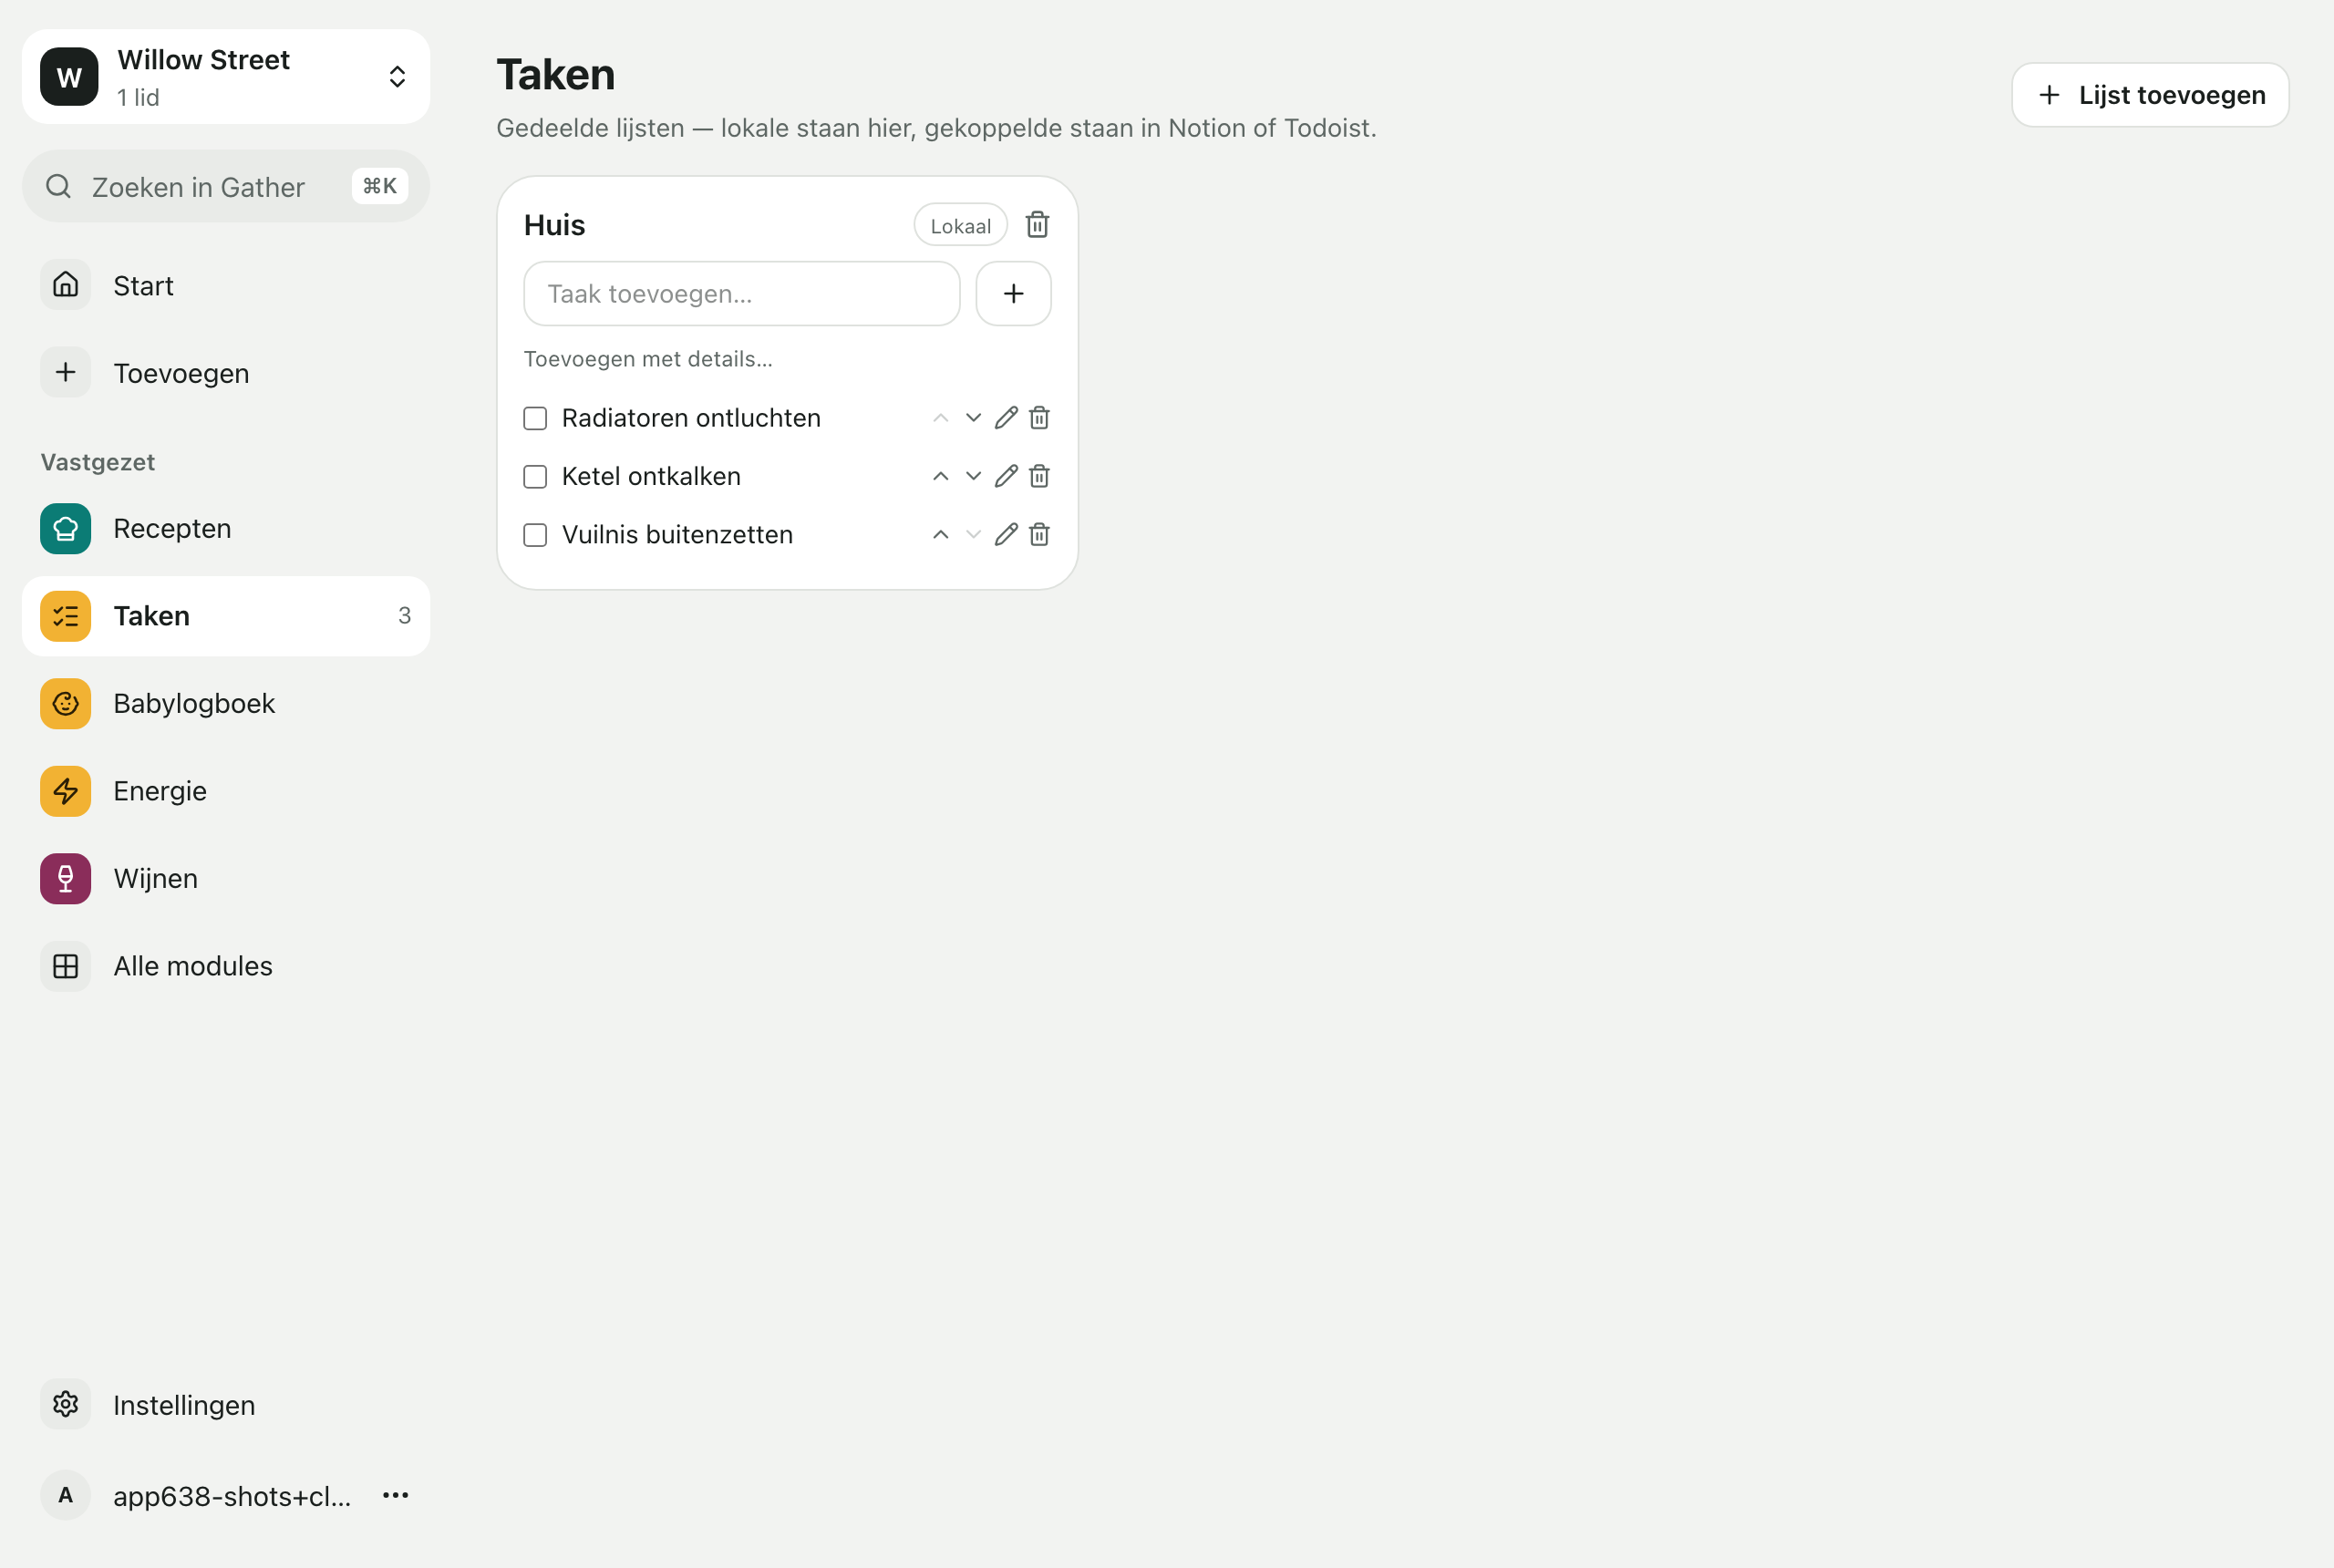 W
Willow Street
1 lid
Zoeken in Gather
⌘K
Start
Toevoegen
Vastgezet
Recepten
Taken
3
Babylogboek
Energie
Wijnen
Alle modules
Instellingen
A
app638-shots+cl...
Taken
Gedeelde lijsten — lokale staan hier, gekoppelde staan in Notion of Todoist.
Lijst toevoegen
Huis
Lokaal
Taak toevoegen...
Toevoegen met details...
Radiatoren ontluchten
Ketel ontkalken
Vuilnis buitenzetten